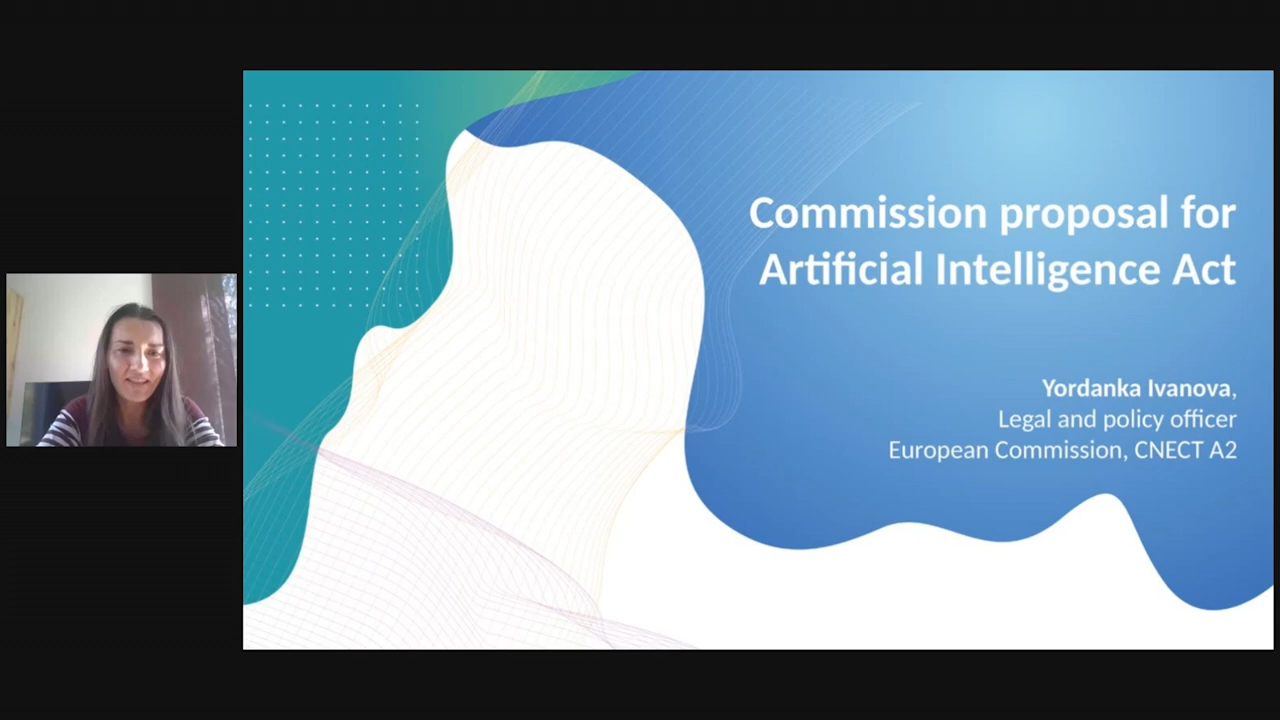 Commission proposal for
Artificial Intelligence Act
Yordanka Ivanova,
Legal and policy officer
European Commission, CNECT A2